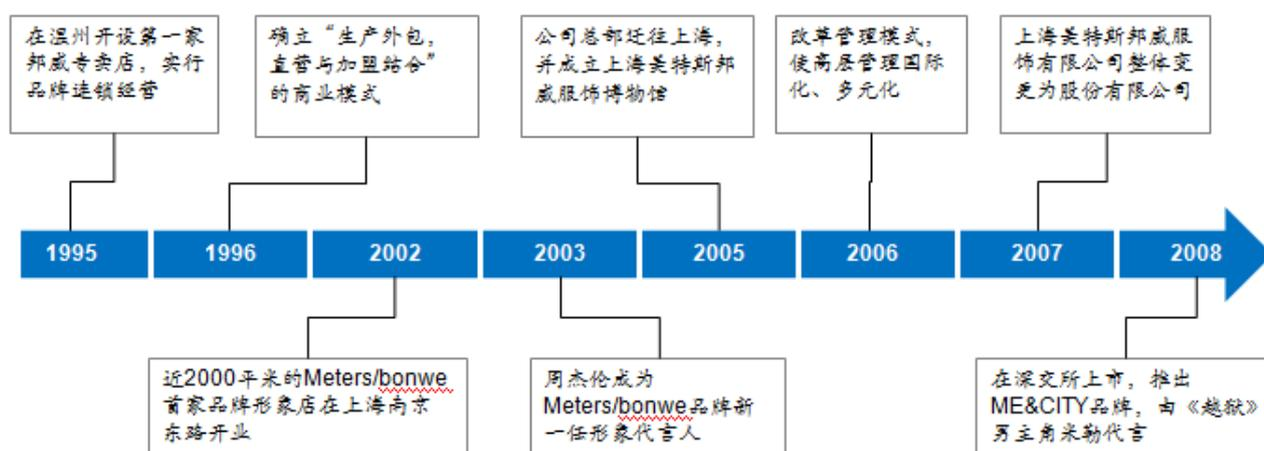 在温州开设第一家
邦威专卖店，实行
品牌连锁经营
确立“生产外包，
直营与加盟结合”
的商业模式
公司总部迁往上海，
并成立上海美特斯邦
威服饰博物馆
改革管理模式，
使高层管理国际
化、多元化
上海美特斯邦威服
饰有限公司整体变
更为股份有限公司
1995
1996
2002
2003
2005
2006
2007
2008
近2000平米的Meters/bonwe
首家品牌形象店在上海南京
东路开业
周杰伦成为
Meters/bonwe品牌新
一任形象代言人
在深交所上市，推出
ME&CITY品牌，由《越狱》
男主角米勒代言